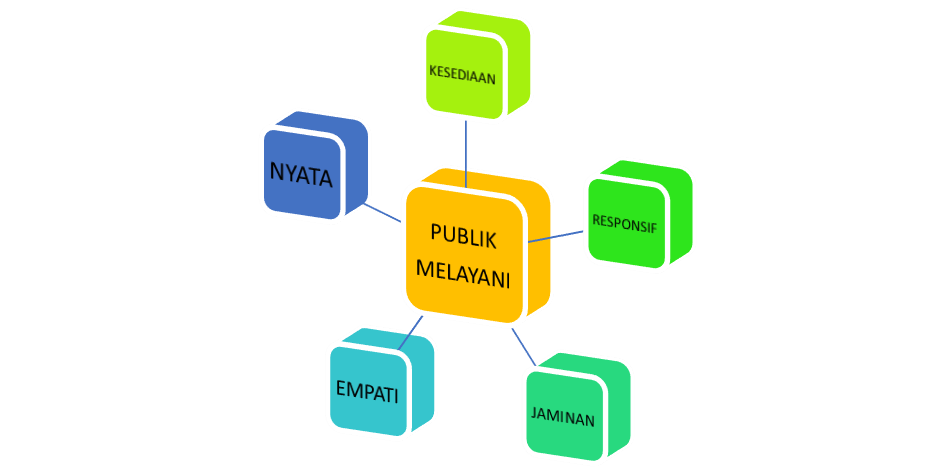 KESEDIAAN
NYATA
RESPONSIF
PUBLIK
MELAYANI
EMPATI
JAMINAN